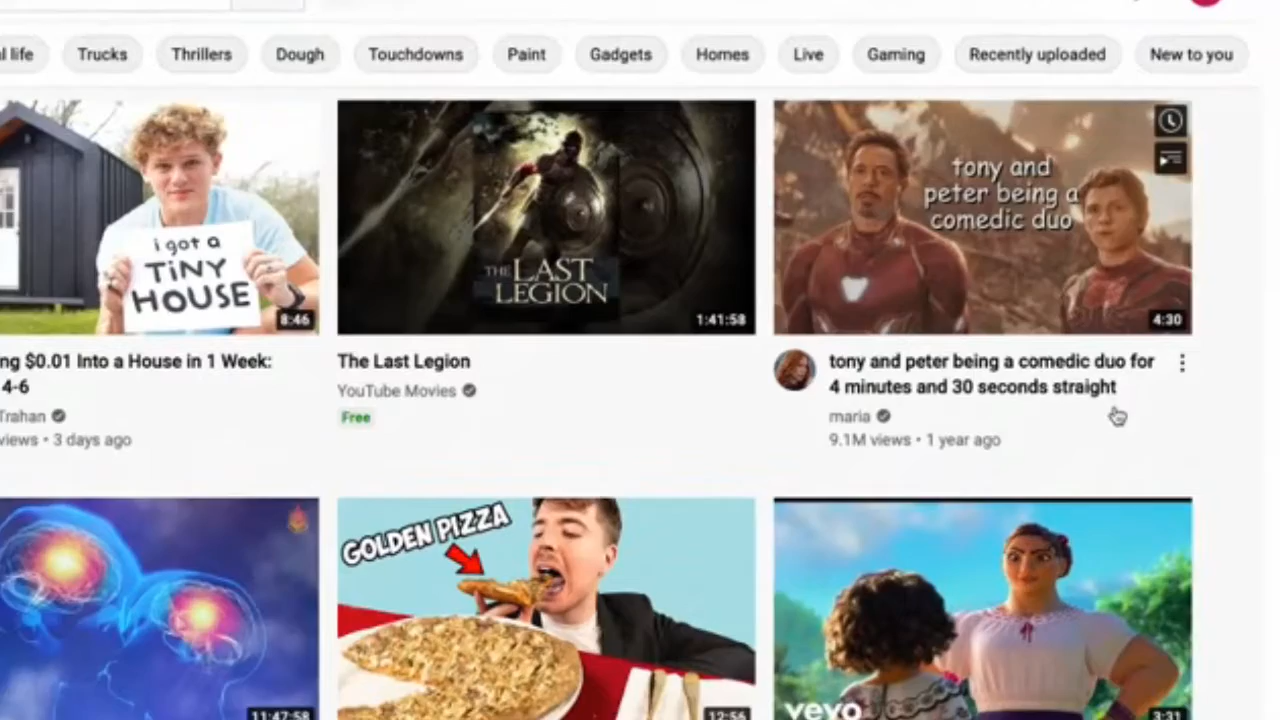 al life
Trucks
Thrillers
Dough
Touchdowns
Paint
Gadgets
Homes
Live
Gaming
Recently uploaded
New to you
i got a
TiNY
HOUSE
8:46
THE LAST
LEGION
1:41:58
tony and
peter being a
comedic duo
4:30
ng $0.01 Into a House in 1 Week:
4-6
Trahan
views • 3 days ago
The Last Legion
YouTube Movies
Free
tony and peter being a comedic duo for
4 minutes and 30 seconds straight
maria
9.1M views • 1 year ago
11:47:58
GOLDEN PIZZA
12:56
vevo
3:31